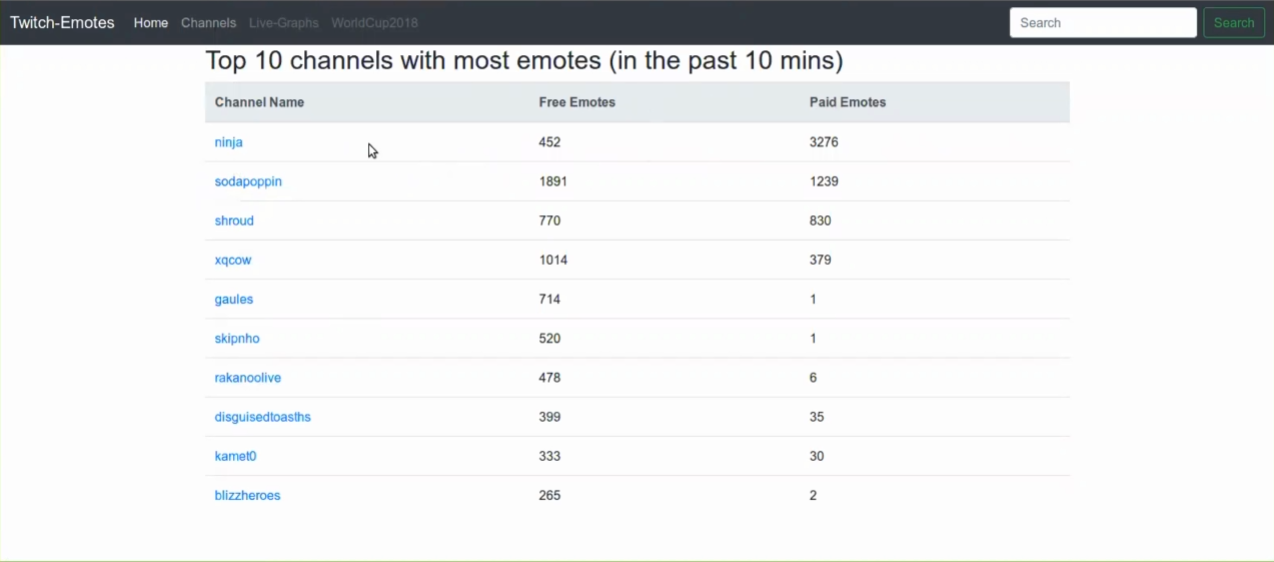 Twitch-Emotes Home Channels Live-Graphs WorldCup2018 Search Search
Top 10 channels with most emotes (in the past 10 mins)
Channel Name Free Emotes Paid Emotes
ninja 452 3276
sodapoppin 1891 1239
shroud 770 830
xqcow 1014 379
gaules 714 1
skipnho 520 1
rakanoolive 478 6
disguisedtoasths 399 35
kamet0 333 30
blizzheroes 265 2